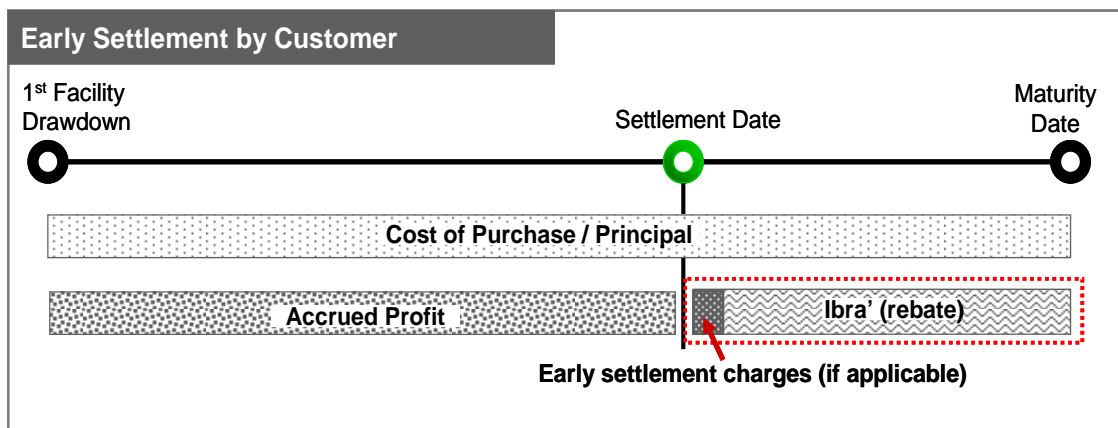 Early Settlement by Customer
1st Facility
Drawdown
Settlement Date
Maturity
Date
Cost of Purchase / Principal
Accrued Profit
Ibra’ (rebate)
Early settlement charges (if applicable)